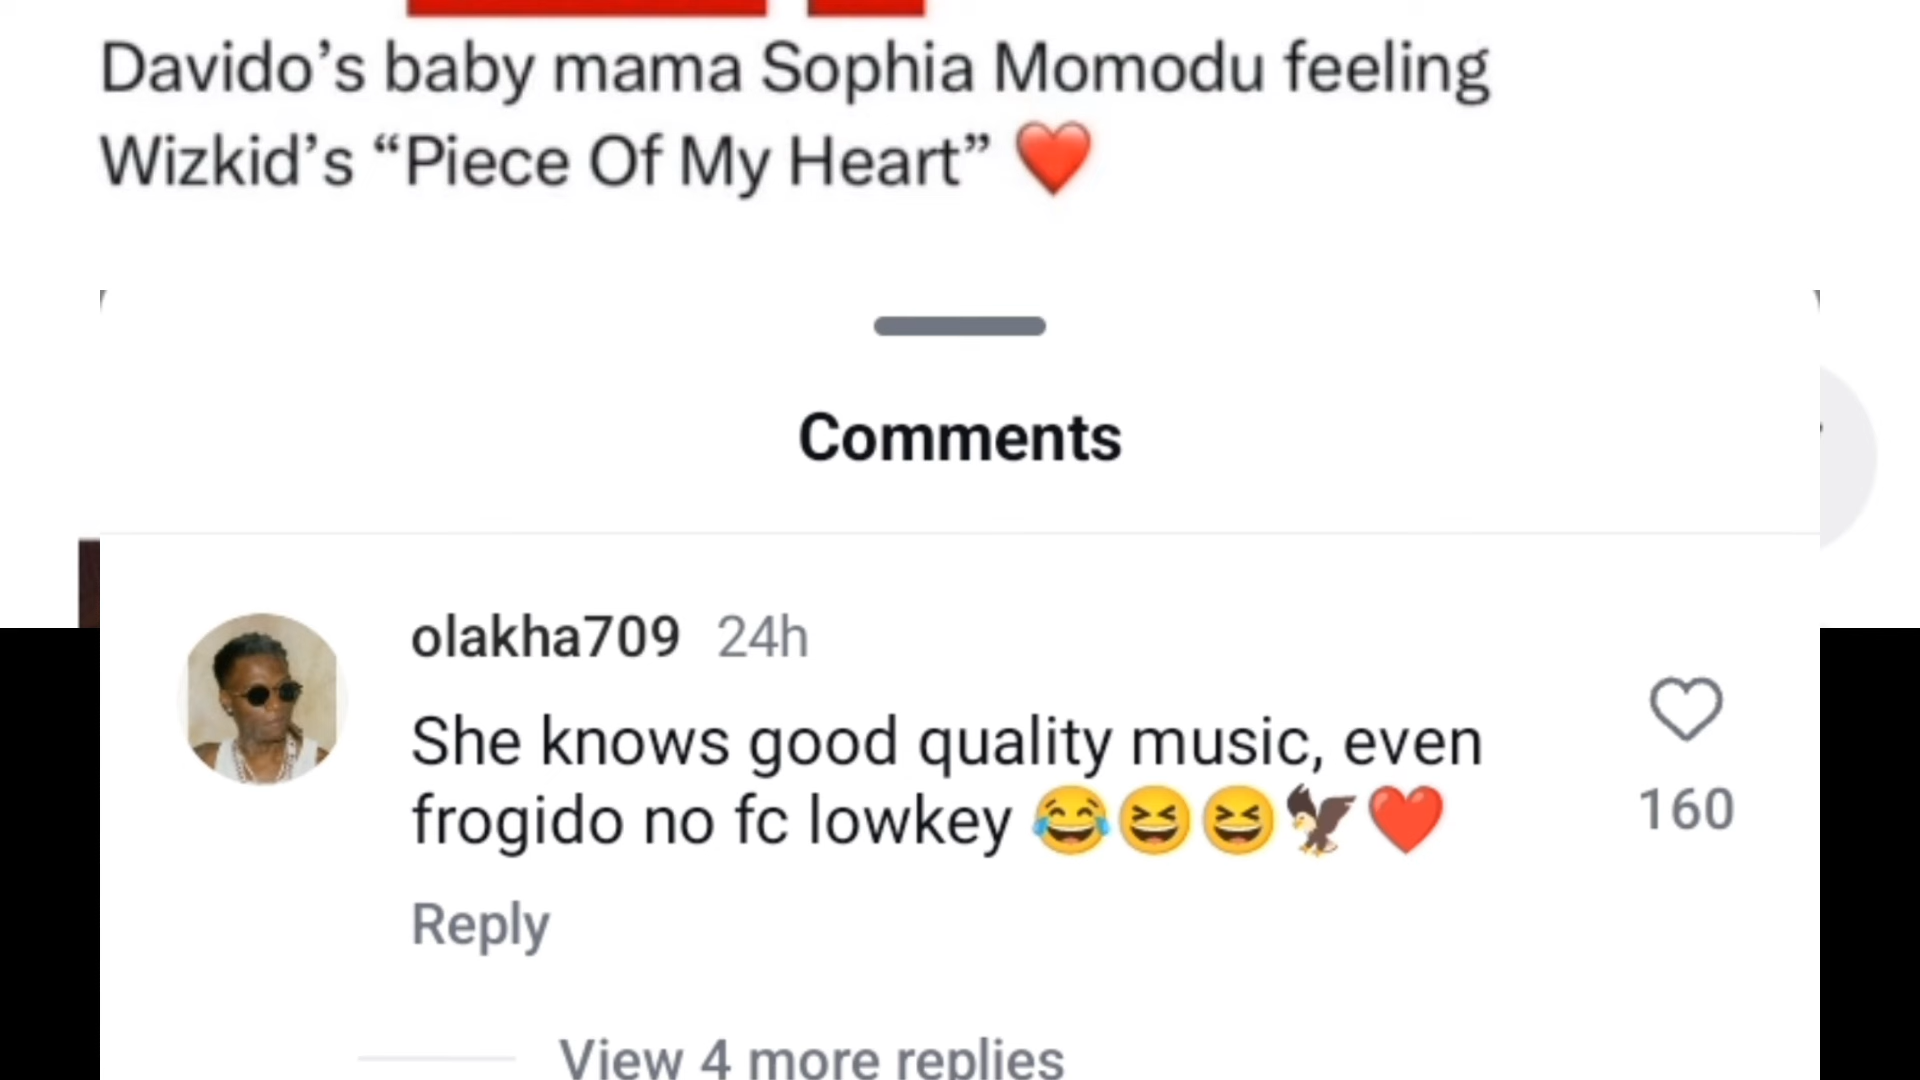 Davido’s baby mama Sophia Momodu feeling
Wizkid’s “Piece Of My Heart” ❤️
Comments
olakha709 24h
She knows good quality music, even
frogido no fc lowkey 😂😆😆🦅❤️
160
Reply
View 4 more replies